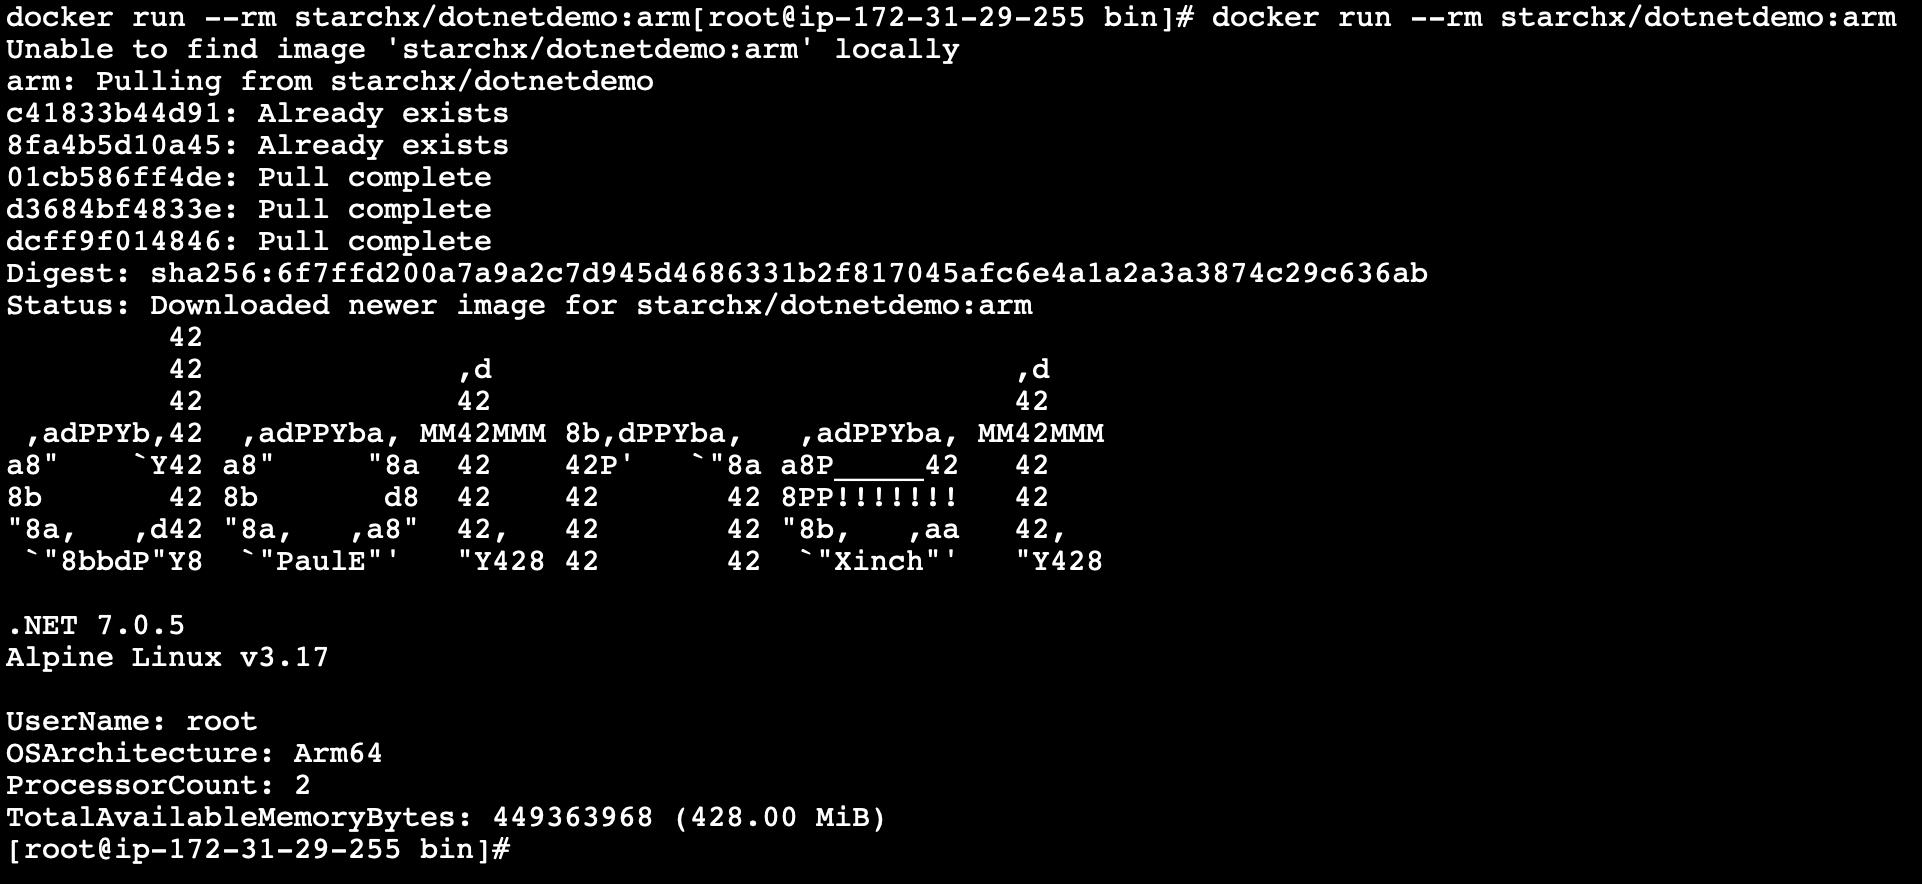 docker run --rm starchx/dotnetdemo:arm[root@ip-172-31-29-255 bin]# docker run --rm starchx/dotnetdemo:arm
Unable to find image 'starchx/dotnetdemo:arm' locally
arm: Pulling from starchx/dotnetdemo
c41833b44d91: Already exists
8fa4b5d10a45: Already exists
01cb586ff4de: Pull complete
d3684bf4833e: Pull complete
dcff9f014846: Pull complete
Digest: sha256:6f7ffd200a7a9a2c7d945d4686331b2f817045afc6e4a1a2a3a3874c29c636ab
Status: Downloaded newer image for starchx/dotnetdemo:arm
         42
         42              ,d                             ,d
         42              42                             42
 ,adPPYb,42  ,adPPYba, MM42MMM 8b,dPPYba,   ,adPPYba, MM42MMM
a8"    `Y42 a8"     "8a  42    42P'   `"8a a8P_____42   42
8b       42 8b       d8  42    42       42 8PP!!!!!!!   42
"8a,   ,d42 "8a,   ,a8"  42,   42       42 "8b,   ,aa   42,
 `"8bbdP"Y8  `"PaulE"'   "Y428 42       42  `"Xinch"'   "Y428
.NET 7.0.5
Alpine Linux v3.17
UserName: root
OSArchitecture: Arm64
ProcessorCount: 2
TotalAvailableMemoryBytes: 449363968 (428.00 MiB)
[root@ip-172-31-29-255 bin]#